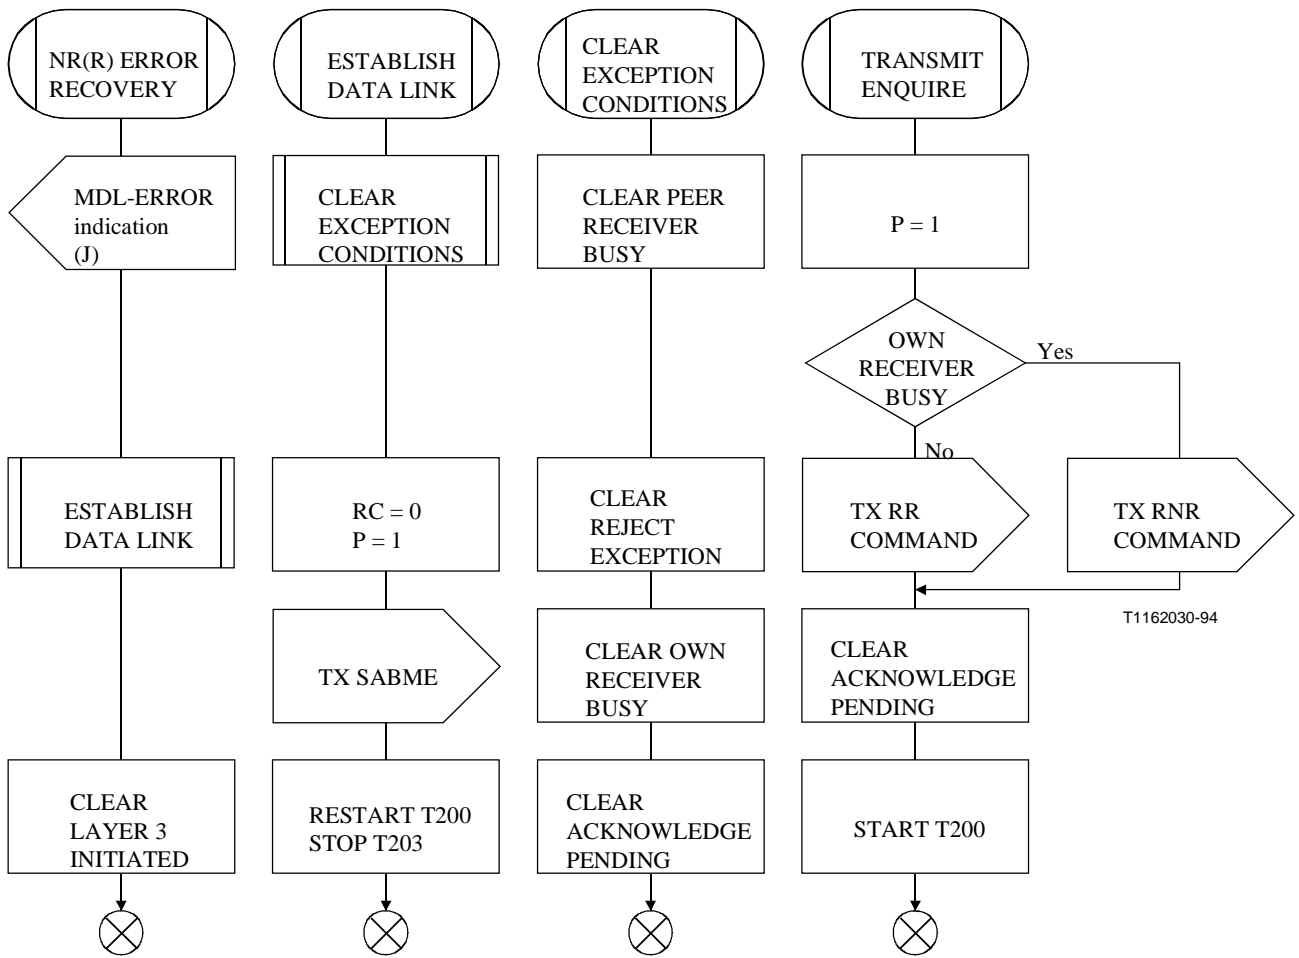 NR(R) ERROR
RECOVERY
MDL-ERROR
indication
(J)
ESTABLISH
DATA LINK
CLEAR
LAYER 3
INITIATED
ESTABLISH
DATA LINK
CLEAR
EXCEPTION
CONDITIONS
RC = 0
P = 1
TX SABME
RESTART T200
STOP T203
CLEAR
EXCEPTION
CONDITIONS
CLEAR PEER
RECEIVER
BUSY
CLEAR
REJECT
EXCEPTION
CLEAR OWN
RECEIVER
BUSY
CLEAR
ACKNOWLEDGE
PENDING
TRANSMIT
ENQUIRE
P = 1
OWN
RECEIVER
BUSY
Yes
No
TX RR
COMMAND
TX RNR
COMMAND
T1162030-94
CLEAR
ACKNOWLEDGE
PENDING
START T200